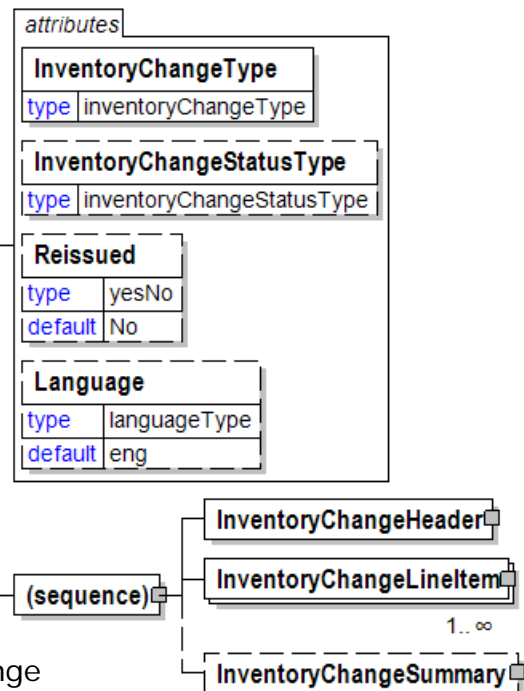 attributes
InventoryChangeType
type inventoryChangeType
InventoryChangeStatusType
type inventoryChangeStatusType
Reissued
type yesNo
default No
Language
type languageType
default eng
InventoryChangeHeader
InventoryChangeLineItem
(sequence)
1..∞
InventoryChangeSummary